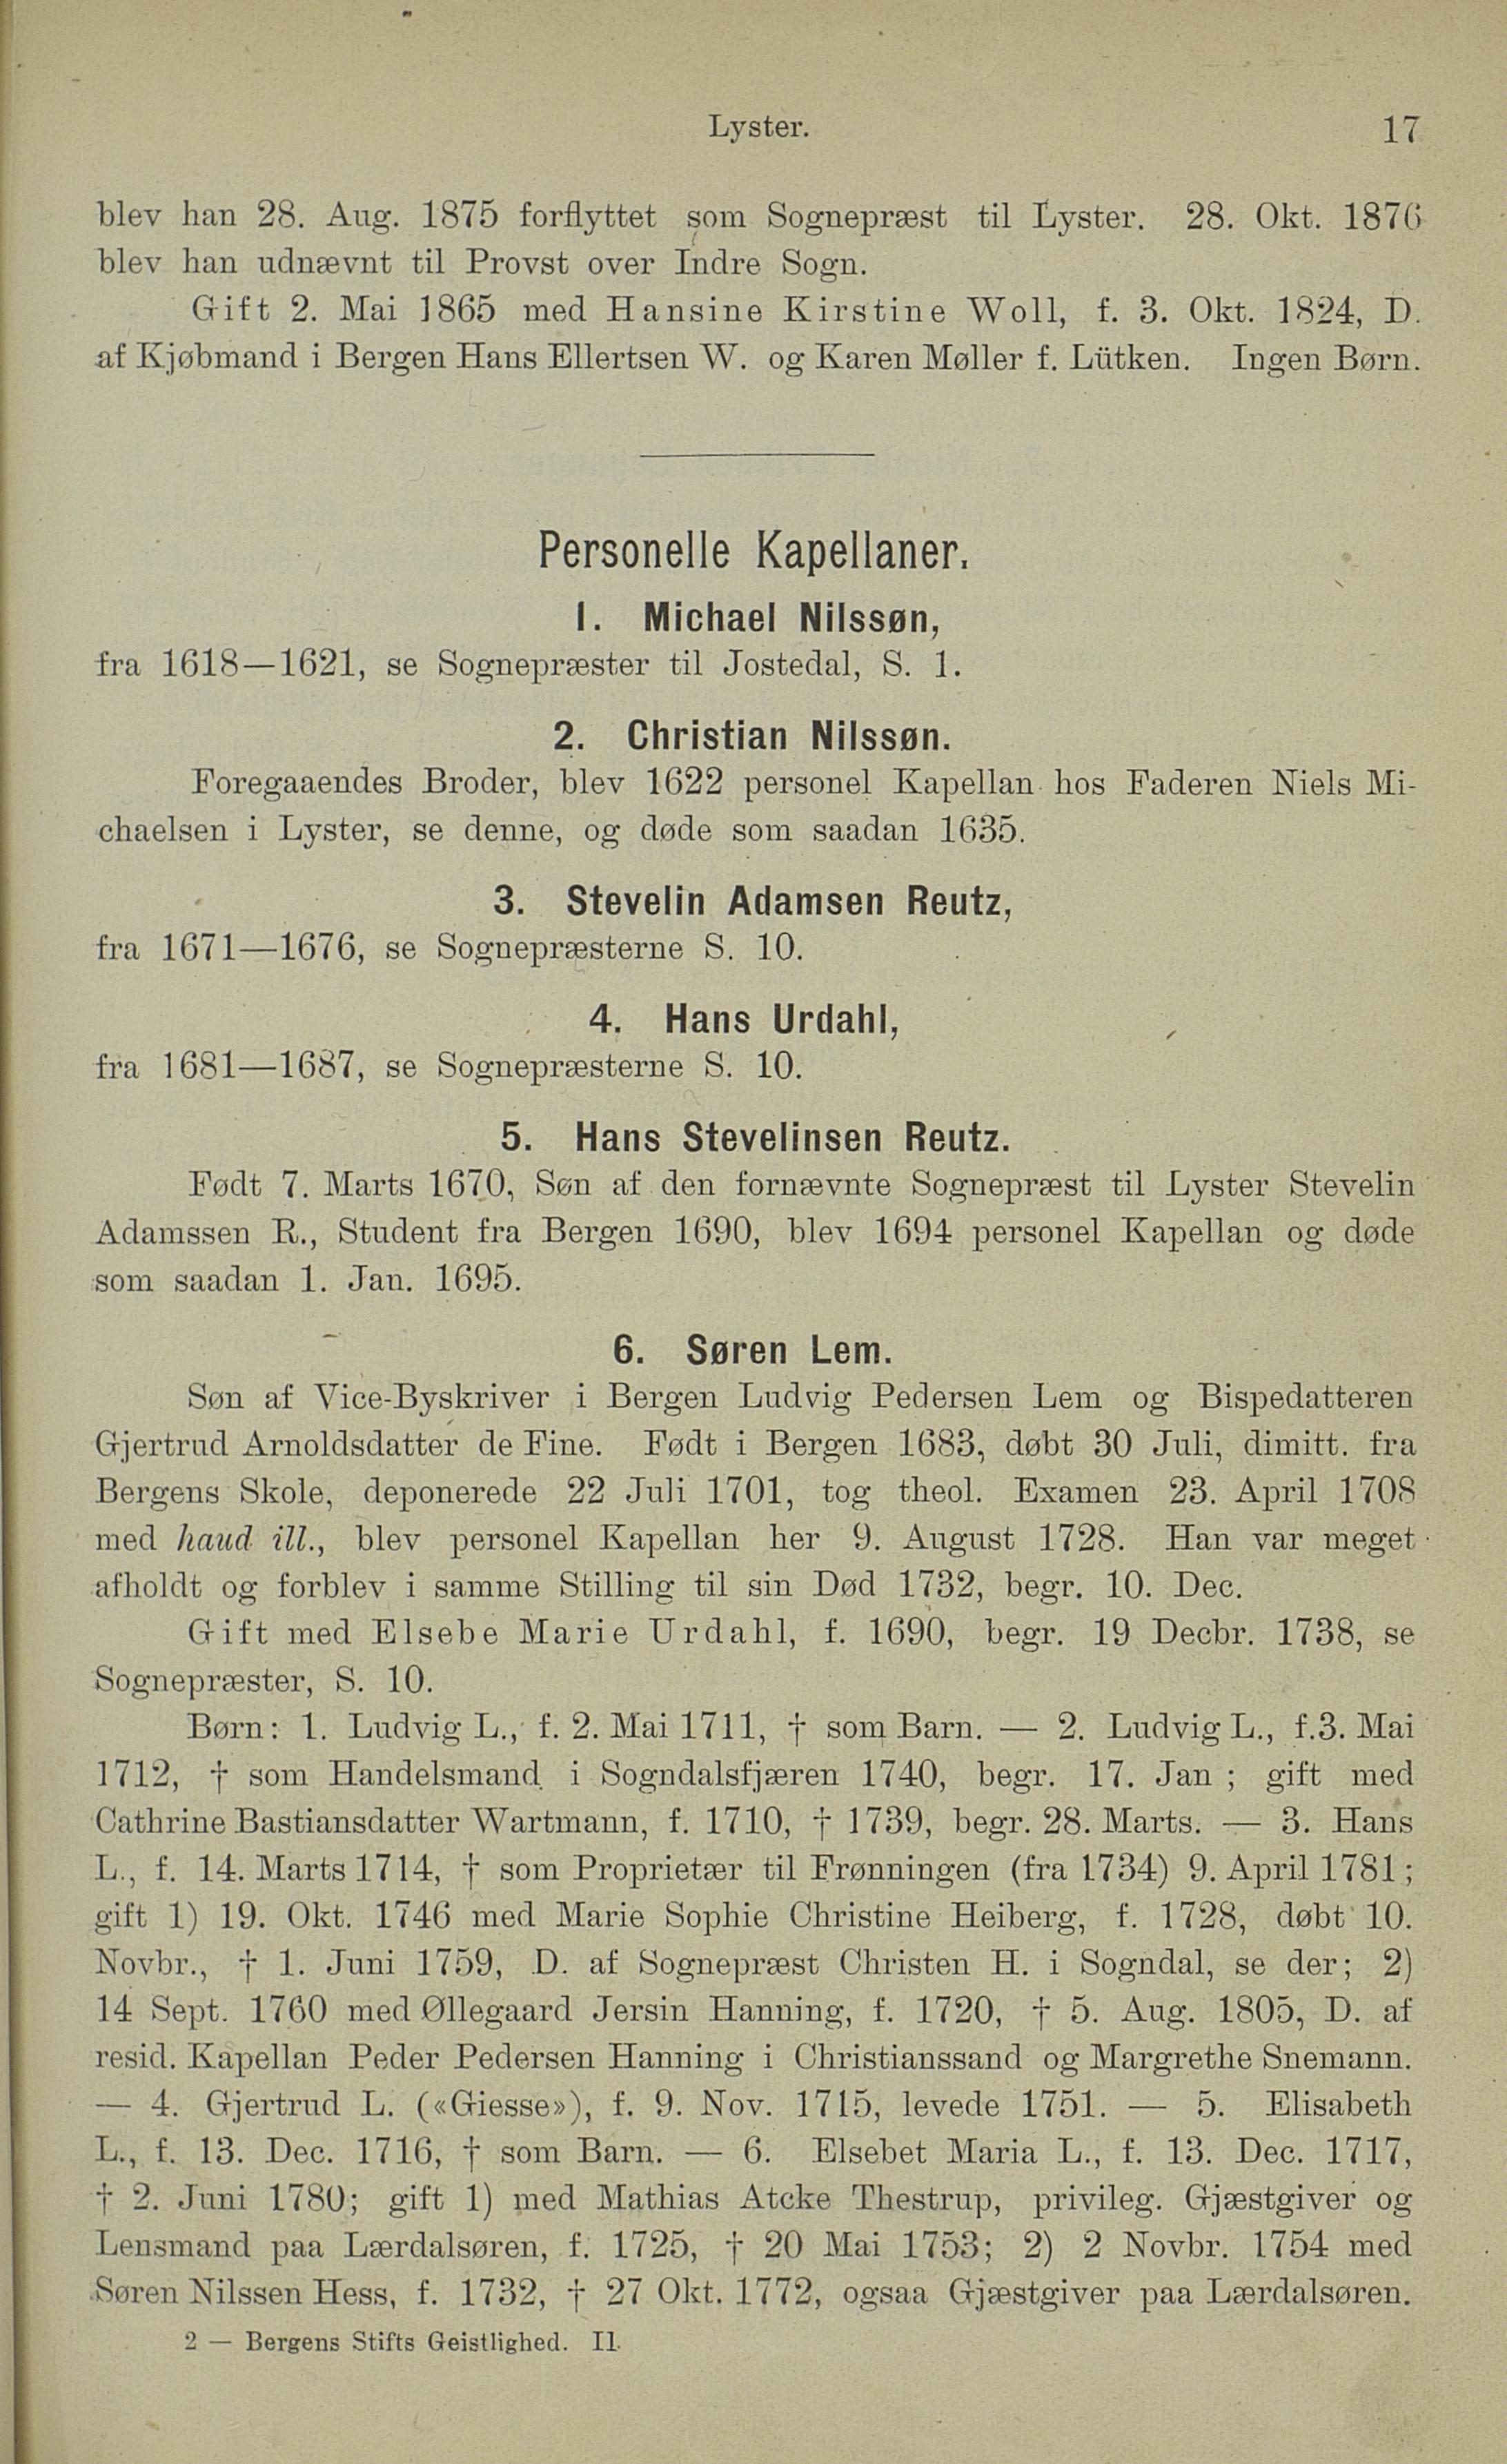 Lyster. 17
blev han 28. Aug. 1875 forflyttet som Sognepræst til Lyster. 28. Okt. 1876
blev han udnævnt til Provst over Indre Sogn.
Gift 2. Mai 1865 med Hansine Kirstine Woll, f. 3. Okt. 1824, D.
af Kjøbmand i Bergen Hans Ellertsen W. og Karen Møller f. Lütken. Ingen Børn.
Personelle Kapellaner.
1. Michael Nilssøn,
fra 1618—1621, se Sognepræster til Jostedal, S. 1.
2. Christian Nilssøn.
Foregaaendes Broder, blev 1622 personel Kapellan hos Faderen Niels Mi-
chaelsen i Lyster, se denne, og døde som saadan 1635.
3. Stevelin Adamsen Reutz,
fra 1671—1676, se Sognepræsterne S. 10.
4. Hans Urdahl,
fra 1681—1687, se Sognepræsterne S. 10.
5. Hans Stevelinsen Reutz.
Født 7. Marts 1670, Søn af den fornævnte Sognepræst til Lyster Stevelin
Adamssen R., Student fra Bergen 1690, blev 1694 personel Kapellan og døde
som saadan 1. Jan. 1695.
6. Søren Lem.
Søn af Vice-Byskriver i Bergen Ludvig Pedersen Lem og Bispedatteren
Gjertrud Arnoldsdatter de Fine. Født i Bergen 1683, døbt 30 Juli, dimitt. fra
Bergens Skole, deponerede 22 Juli 1701, tog theol. Examen 23. April 1708
med haud ill., blev personel Kapellan her 9. August 1728. Han var meget
afholdt og forblev i samme Stilling til sin Død 1732, begr. 10. Dec.
Gift med Elsebe Marie Urdahl, f. 1690, begr. 19 Decbr. 1738, se
Sognepræster, S. 10.
Børn: 1. Ludvig L., f. 2. Mai 1711, † som Barn. — 2. Ludvig L., f.3. Mai
1712, † som Handelsmand i Sogndalsfjæren 1740, begr. 17. Jan ; gift med
Cathrine Bastiansdatter Wartmann, f. 1710, † 1739, begr. 28. Marts. — 3. Hans
L., f. 14. Marts 1714, † som Proprietær til Frønningen (fra 1734) 9. April 1781;
gift 1) 19. Okt. 1746 med Marie Sophie Christine Heiberg, f. 1728, døbt 10.
Novbr., † 1. Juni 1759, D. af Sognepræst Christen H. i Sogndal, se der; 2)
14 Sept. 1760 med Øllegaard Jersin Hanning, f. 1720, † 5. Aug. 1805, D. af
resid. Kapellan Peder Pedersen Hanning i Christianssand og Margrethe Snemann.
— 4. Gjertrud L. («Giesse»), f. 9. Nov. 1715, levede 1751. — 5. Elisabeth
L., f. 13. Dec. 1716, † som Barn. — 6. Elsebet Maria L., f. 13. Dec. 1717,
† 2. Juni 1780; gift 1) med Mathias Atcke Thestrup, privileg. Gjæstgiver og
Lensmand paa Lærdalsøren, f. 1725, † 20 Mai 1753; 2) 2 Novbr. 1754 med
Søren Nilssen Hess, f. 1732, † 27 Okt. 1772, ogsaa Gjæstgiver paa Lærdalsøren.
2 — Bergens Stifts Geistlighed. II.